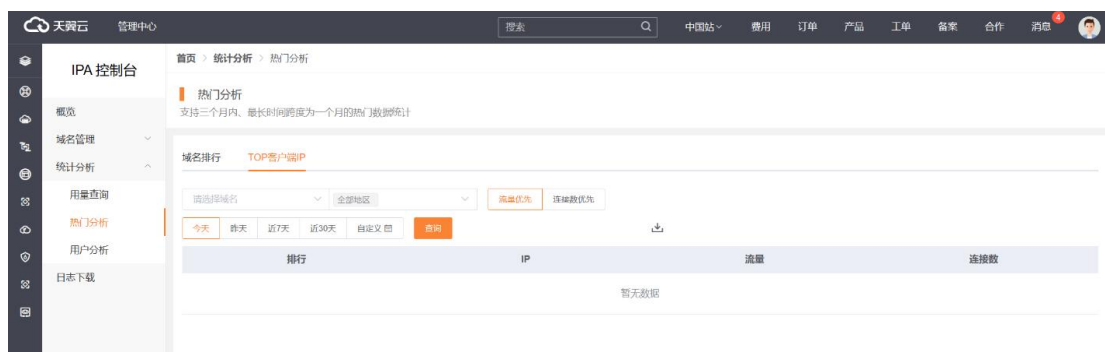 天翼云 管理中心 搜索 中国站 费用 订单 产品 工单 备案 合作 消息 4
IPA 控制台
概览
域名管理
统计分析
用量查询
热门分析
用户分析
日志下载
首页 > 统计分析 > 热门分析
热门分析
支持三个月内、最长时间跨度为一个月的热门数据统计
域名排行 TOP客户端IP
请选择域名 全部地区 流量优先 连接数优先
今天 昨天 近7天 近30天 自定义 查询
排行 IP 流量 连接数
暂无数据